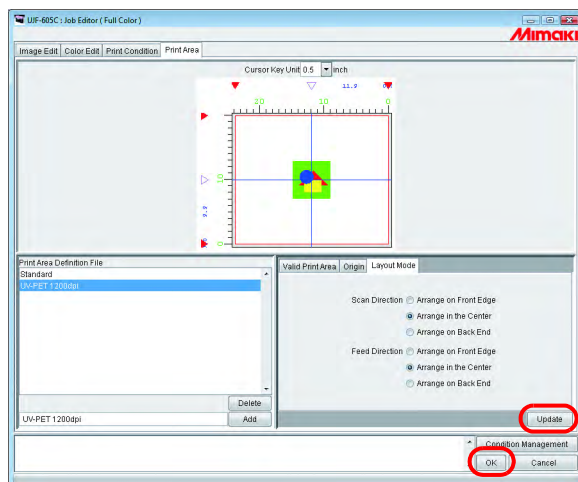 UJF-605C : Job Editor ( Full Color )
Mimaki
Image Edit Color Edit Print Condition Print Area
Cursor Key Unit 0.5 inch
11.9
20 10 0
10
9.9
0
Print Area Definition File
Standard
UV-PET 1200dpi
Delete
UV-PET 1200dpi Add
Valid Print Area Origin Layout Mode
Scan Direction Arrange on Front Edge
Arrange in the Center
Arrange on Back End
Feed Direction Arrange on Front Edge
Arrange in the Center
Arrange on Back End
Update
Condition Management
OK Cancel